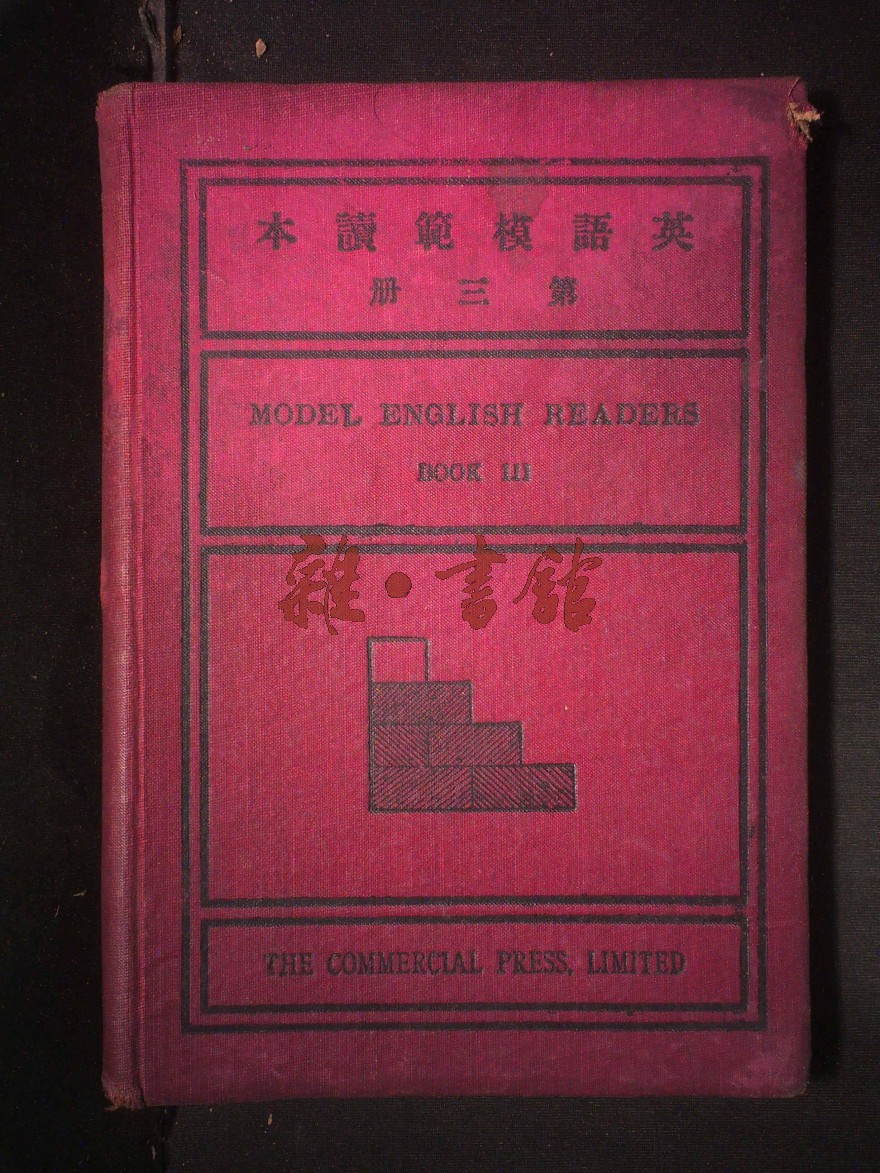 英語模範讀本
第三册
MODEL ENGLISH READERS
BOOK III
雜·書館
THE COMMERCIAL PRESS, LIMITED